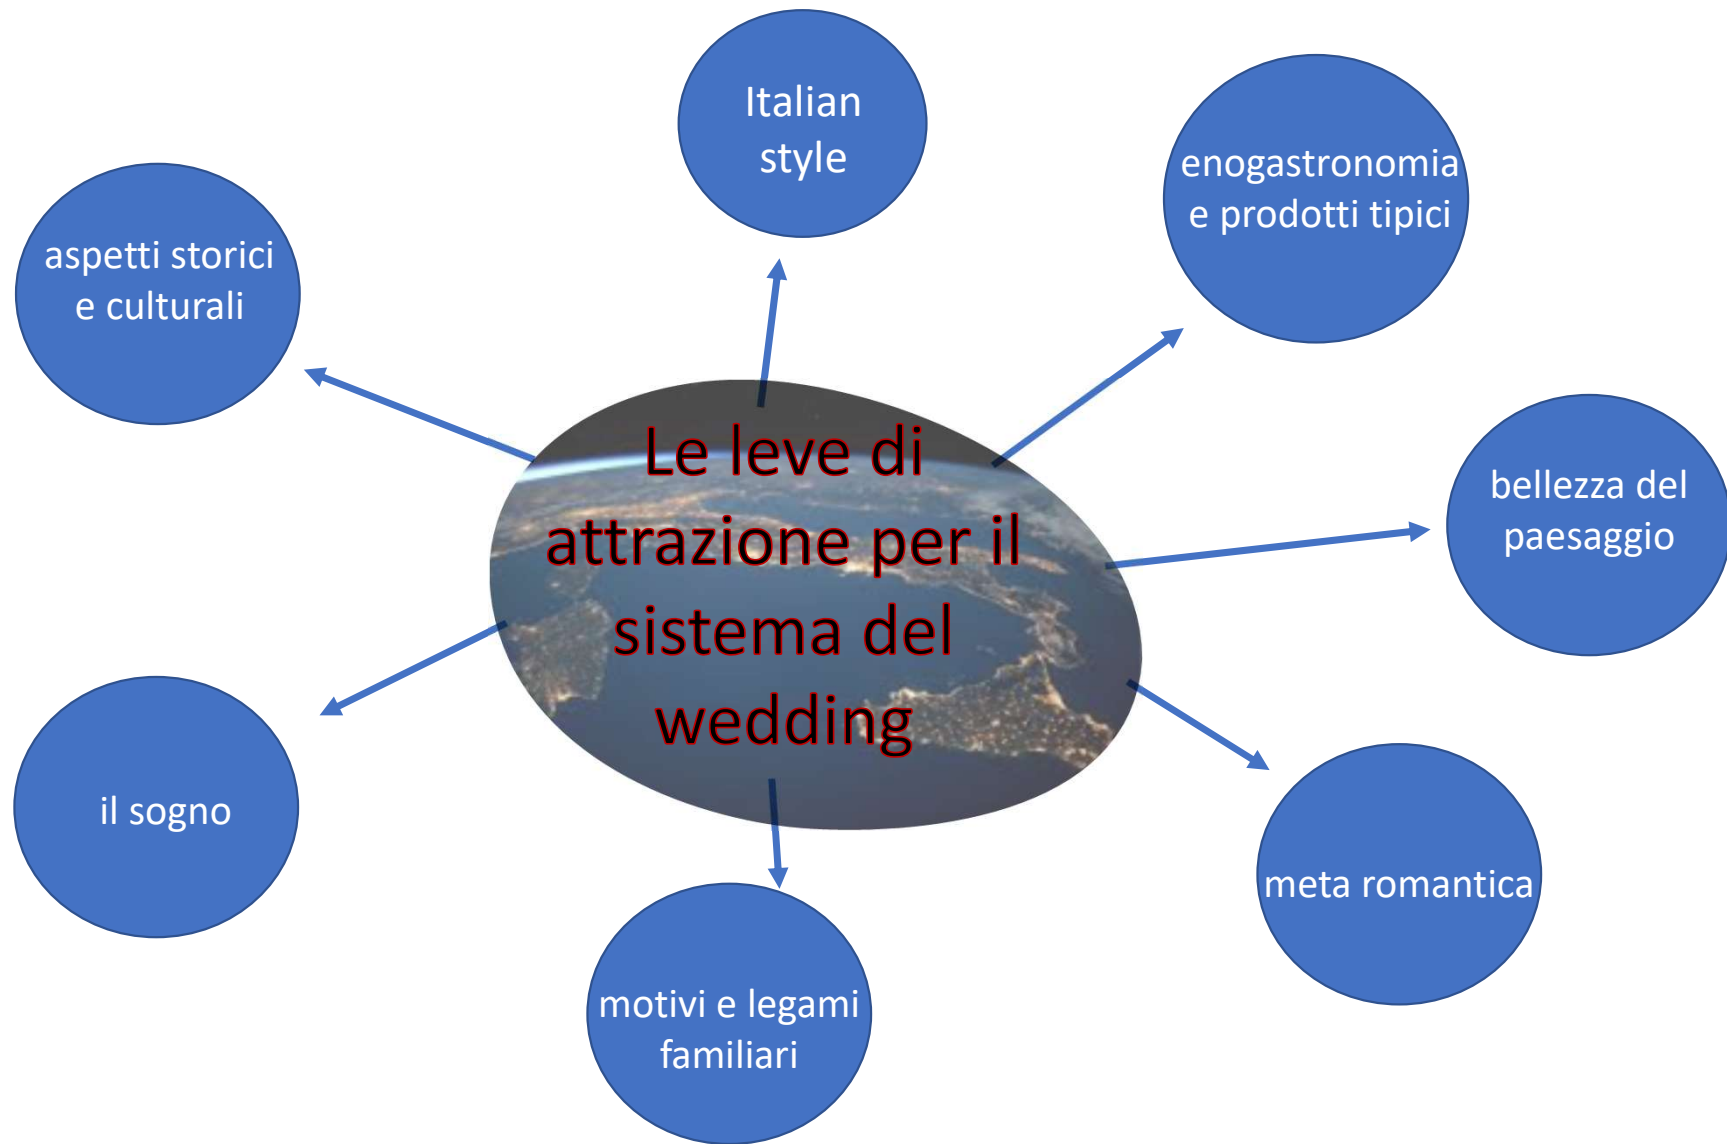 Italian
style
enogastronomia
e prodotti tipici
aspetti storici
e culturali
Le leve di
attrazione per il
sistema del
wedding
bellezza del
paesaggio
il sogno
meta romantica
motivi e legami
familiari